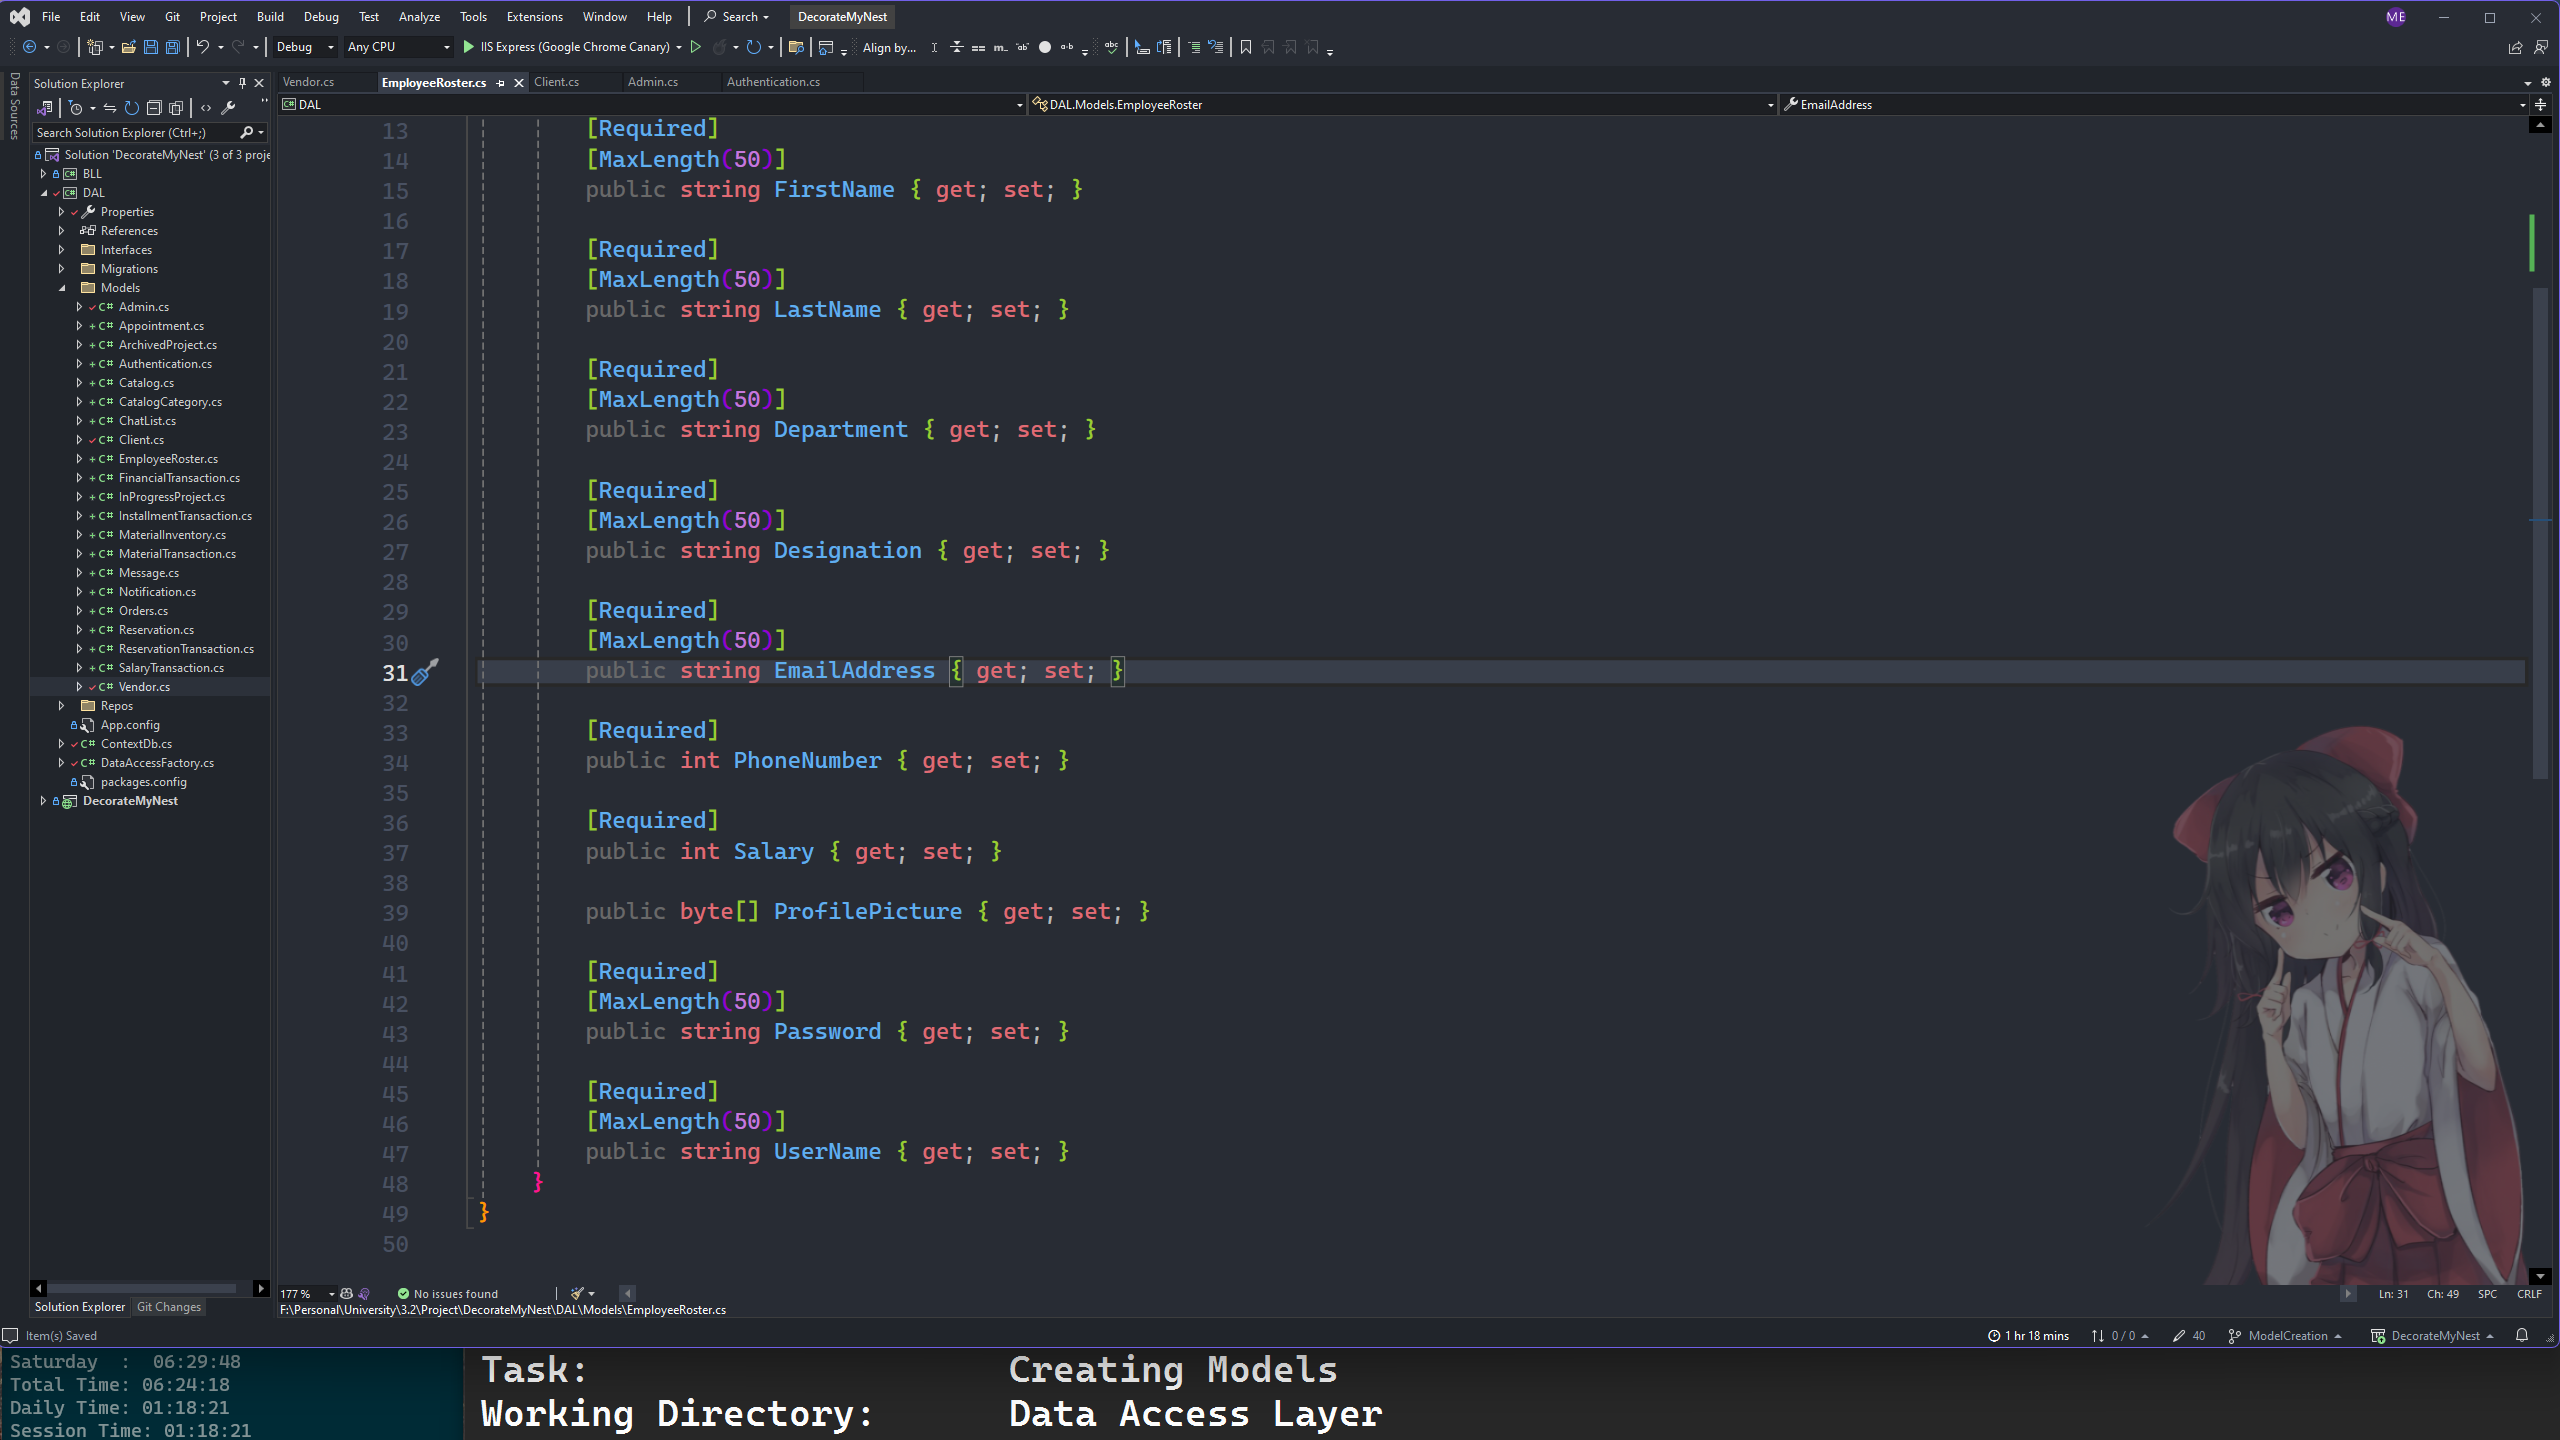 File Edit View Git Project Build Debug Test Analyze Tools Extensions Window Help Search DecorateMyNest ME
Debug Any CPU IIS Express (Google Chrome Canary) Align by...
Data Sources
Solution Explorer
Search Solution Explorer (Ctrl+;)
Solution 'DecorateMyNest' (3 of 3 proje
BLL
DAL
Properties
References
Interfaces
Migrations
Models
C# Admin.cs
C# Appointment.cs
C# ArchivedProject.cs
C# Authentication.cs
C# Catalog.cs
C# CatalogCategory.cs
C# ChatList.cs
C# Client.cs
C# EmployeeRoster.cs
C# FinancialTransaction.cs
C# InProgressProject.cs
C# InstallmentTransaction.cs
C# MaterialInventory.cs
C# MaterialTransaction.cs
C# Message.cs
C# Notification.cs
C# Orders.cs
C# Reservation.cs
C# ReservationTransaction.cs
C# SalaryTransaction.cs
C# Vendor.cs
Repos
App.config
C# ContextDb.cs
C# DataAccessFactory.cs
packages.config
DecorateMyNest
Solution Explorer Git Changes
Vendor.cs EmployeeRoster.cs Client.cs Admin.cs Authentication.cs
DAL DAL.Models.EmployeeRoster EmailAddress
13 [Required]
14 [MaxLength(50)]
15 public string FirstName { get; set; }
16
17 [Required]
18 [MaxLength(50)]
19 public string LastName { get; set; }
20
21 [Required]
22 [MaxLength(50)]
23 public string Department { get; set; }
24
25 [Required]
26 [MaxLength(50)]
27 public string Designation { get; set; }
28
29 [Required]
30 [MaxLength(50)]
31 public string EmailAddress { get; set; }
32
33 [Required]
34 public int PhoneNumber { get; set; }
35
36 [Required]
37 public int Salary { get; set; }
38
39 public byte[] ProfilePicture { get; set; }
40
41 [Required]
42 [MaxLength(50)]
43 public string Password { get; set; }
44
45 [Required]
46 [MaxLength(50)]
47 public string UserName { get; set; }
48 }
49 }
50
177 % No issues found Ln: 31 Ch: 49 SPC CRLF
F:\Personal\University\3.2\Project\DecorateMyNest\DAL\Models\EmployeeRoster.cs
Item(s) Saved 1 hr 18 mins 0 / 0 40 ModelCreation DecorateMyNest
Saturday : 06:29:48
Total Time: 06:24:18
Daily Time: 01:18:21
Session Time: 01:18:21
Task: Creating Models
Working Directory: Data Access Layer